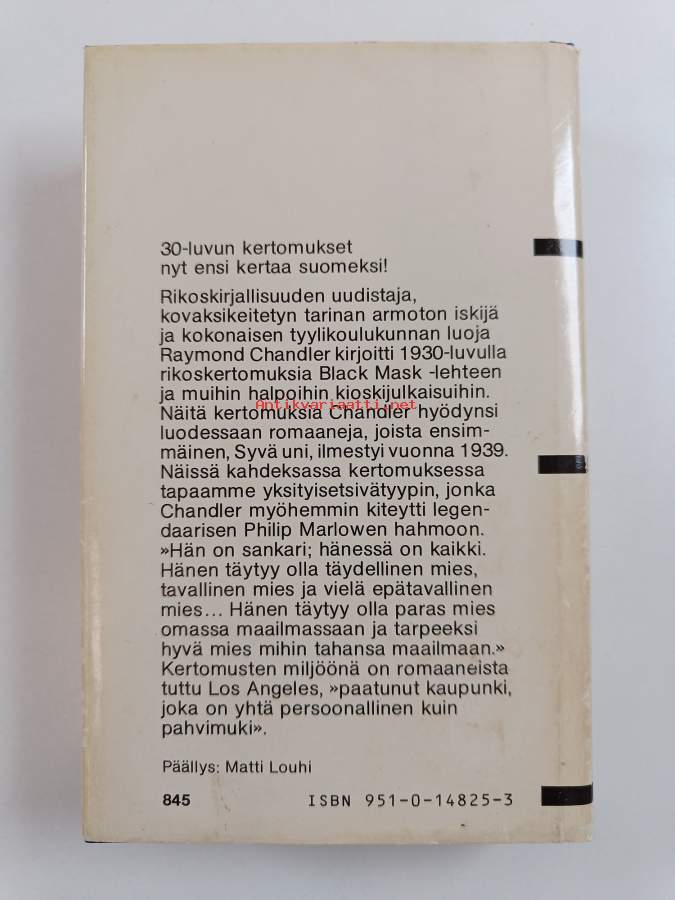 30-luvun kertomukset
nyt ensi kertaa suomeksi!
Rikoskirjallisuuden uudistaja,
kovaksikeitetyn tarinan armoton iskijä
ja kokonaisen tyylikoulukunnan luoja
Raymond Chandler kirjoitti 1930-luvulla
rikoskertomuksia Black Mask -lehteen
ja muihin halpoihin kioskijulkaisuihin.
Antikvariaatti.net
Näitä kertomuksia Chandler hyödynsi
luodessaan romaaneja, joista ensim-
mäinen, Syvä uni, ilmestyi vuonna 1939.
Näissä kahdeksassa kertomuksessa
tapaamme yksityisetsivätyypin, jonka
Chandler myöhemmin kiteytti legen-
daarisen Philip Marlowen hahmoon.
»Hän on sankari; hänessä on kaikki.
Hänen täytyy olla täydellinen mies,
tavallinen mies ja vielä epätavallinen
mies... Hänen täytyy olla paras mies
omassa maailmassaan ja tarpeeksi
hyvä mies mihin tahansa maailmaan.»
Kertomusten miljöönä on romaaneista
tuttu Los Angeles, »paatunut kaupunki,
joka on yhtä persoonallinen kuin
pahvimuki».
Päällys: Matti Louhi
845 ISBN 951-0-14825-3